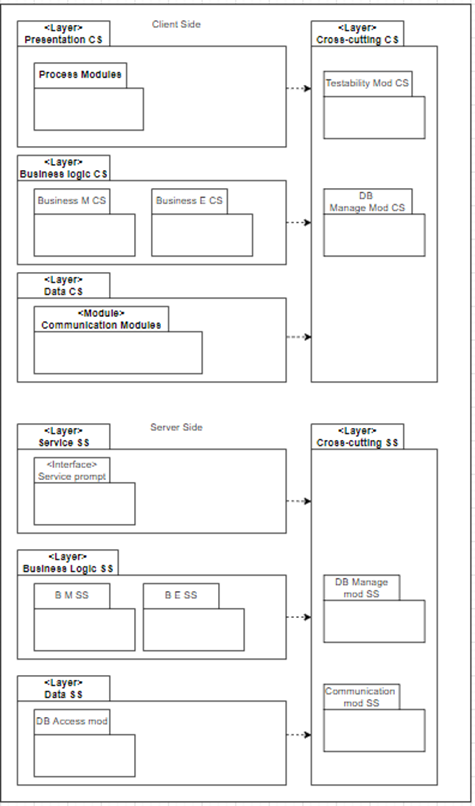 Client Side
<Layer>
Presentation CS
Process Modules
<Layer>
Cross-cutting CS
Testability Mod CS
<Layer>
Business logic CS
Business M CS
Business E CS
DB
Manage Mod CS
<Layer>
Data CS
<Module>
Communication Modules
Server Side
<Layer>
Service SS
<Interface>
Service prompt
<Layer>
Cross-cutting SS
<Layer>
Business Logic SS
B M SS
B E SS
DB Manage
mod SS
<Layer>
Data SS
DB Access mod
Communication
mod SS